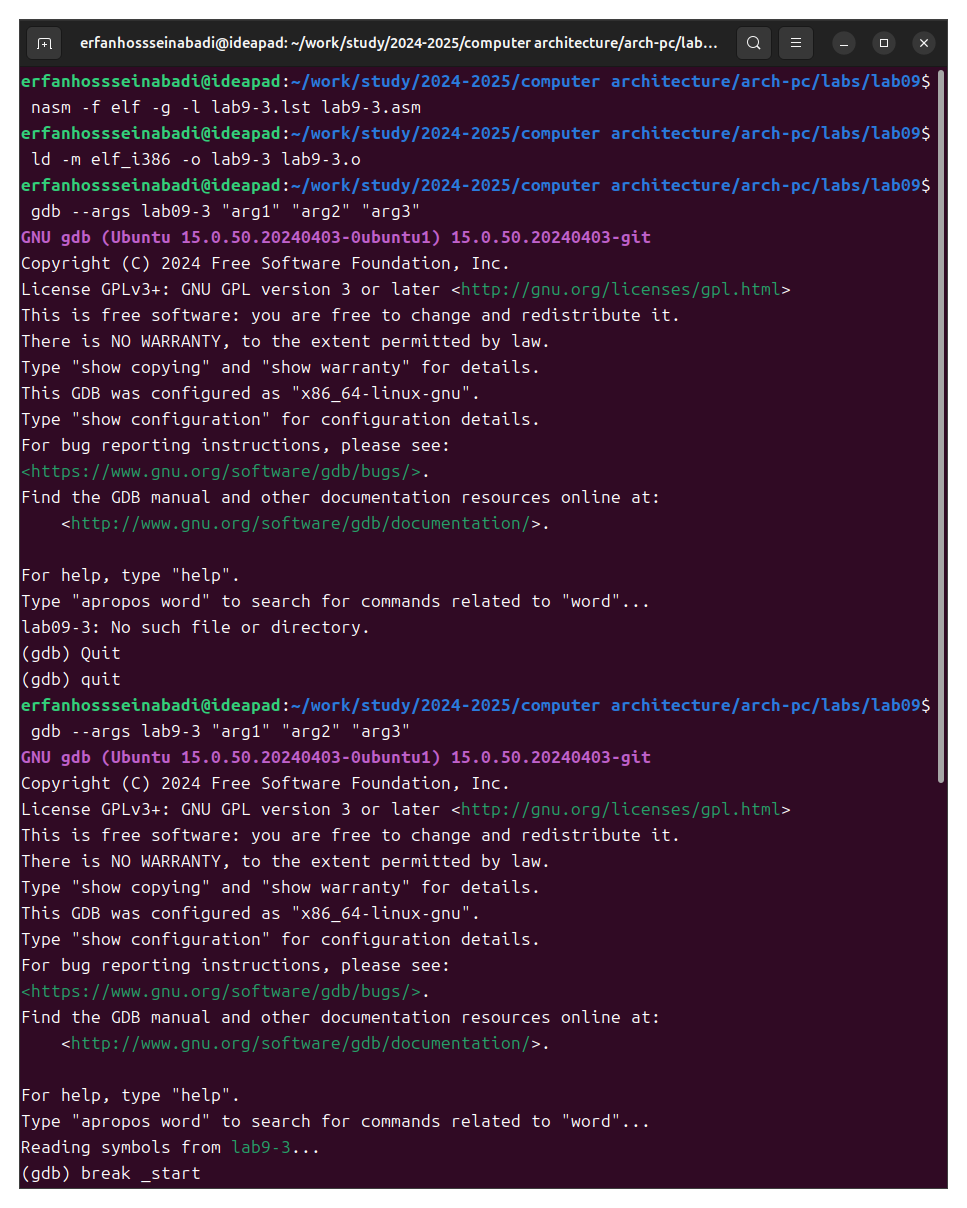 erfanhossseinabadi@ideapad: ~/work/study/2024-2025/computer architecture/arch-pc/lab...
erfanhossseinabadi@ideapad:~/work/study/2024-2025/computer architecture/arch-pc/labs/lab09$
nasm -f elf -g -l lab9-3.lst lab9-3.asm
erfanhossseinabadi@ideapad:~/work/study/2024-2025/computer architecture/arch-pc/labs/lab09$
ld -m elf_i386 -o lab9-3 lab9-3.o
erfanhossseinabadi@ideapad:~/work/study/2024-2025/computer architecture/arch-pc/labs/lab09$
gdb --args lab09-3 "arg1" "arg2" "arg3"
GNU gdb (Ubuntu 15.0.50.20240403-0ubuntu1) 15.0.50.20240403-git
Copyright (C) 2024 Free Software Foundation, Inc.
License GPLv3+: GNU GPL version 3 or later <http://gnu.org/licenses/gpl.html>
This is free software: you are free to change and redistribute it.
There is NO WARRANTY, to the extent permitted by law.
Type "show copying" and "show warranty" for details.
This GDB was configured as "x86_64-linux-gnu".
Type "show configuration" for configuration details.
For bug reporting instructions, please see:
<https://www.gnu.org/software/gdb/bugs/>.
Find the GDB manual and other documentation resources online at:
<http://www.gnu.org/software/gdb/documentation/>.
For help, type "help".
Type "apropos word" to search for commands related to "word"...
lab09-3: No such file or directory.
(gdb) Quit
(gdb) quit
erfanhossseinabadi@ideapad:~/work/study/2024-2025/computer architecture/arch-pc/labs/lab09$
gdb --args lab9-3 "arg1" "arg2" "arg3"
GNU gdb (Ubuntu 15.0.50.20240403-0ubuntu1) 15.0.50.20240403-git
Copyright (C) 2024 Free Software Foundation, Inc.
License GPLv3+: GNU GPL version 3 or later <http://gnu.org/licenses/gpl.html>
This is free software: you are free to change and redistribute it.
There is NO WARRANTY, to the extent permitted by law.
Type "show copying" and "show warranty" for details.
This GDB was configured as "x86_64-linux-gnu".
Type "show configuration" for configuration details.
For bug reporting instructions, please see:
<https://www.gnu.org/software/gdb/bugs/>.
Find the GDB manual and other documentation resources online at:
<http://www.gnu.org/software/gdb/documentation/>.
For help, type "help".
Type "apropos word" to search for commands related to "word"...
Reading symbols from lab9-3...
(gdb) break _start